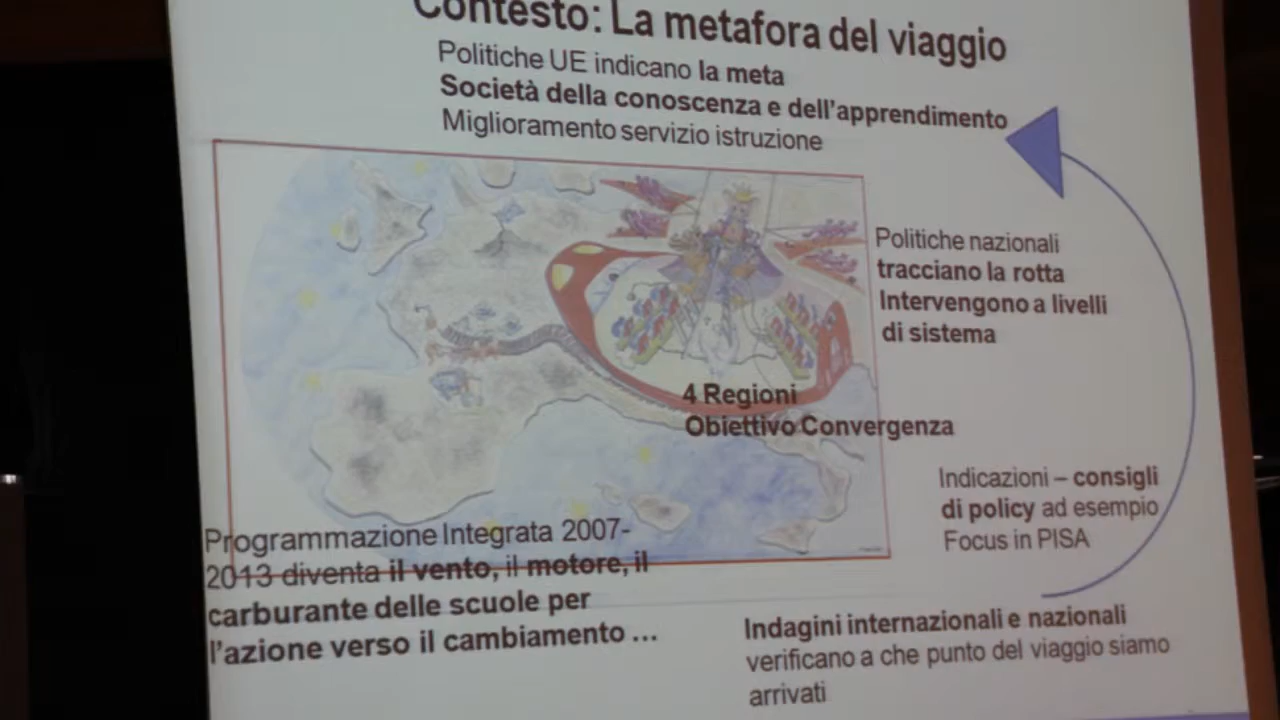 Contesto: La metafora del viaggio
Politiche UE indicano la meta
Società della conoscenza e dell'apprendimento
Miglioramento servizio istruzione
Politiche nazionali
tracciano la rotta
Intervengono a livelli
di sistema
4 Regioni
Obiettivo Convergenza
Indicazioni – consigli
di policy ad esempio
Focus in PISA
Programmazione Integrata 2007-
2013 diventa il vento, il motore, il
carburante delle scuole per
l'azione verso il cambiamento ...
Indagini internazionali e nazionali
verificano a che punto del viaggio siamo
arrivati